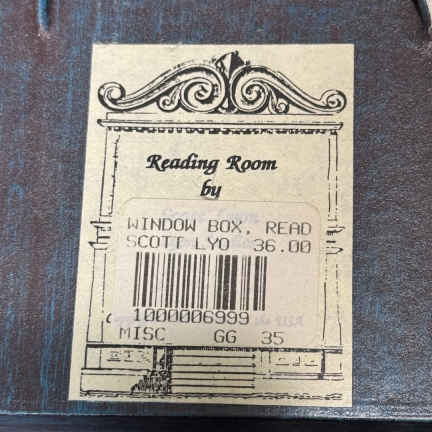 Reading Room
by
WINDOW BOX, READ
SCOTT LYO 36.00
1000006999
MISC GG 35